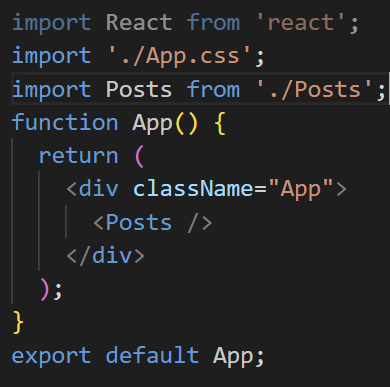 import React from 'react';
import './App.css';
import Posts from './Posts';
function App() {
  return (
    <div className="App">
      <Posts />
    </div>
  );
}
export default App;